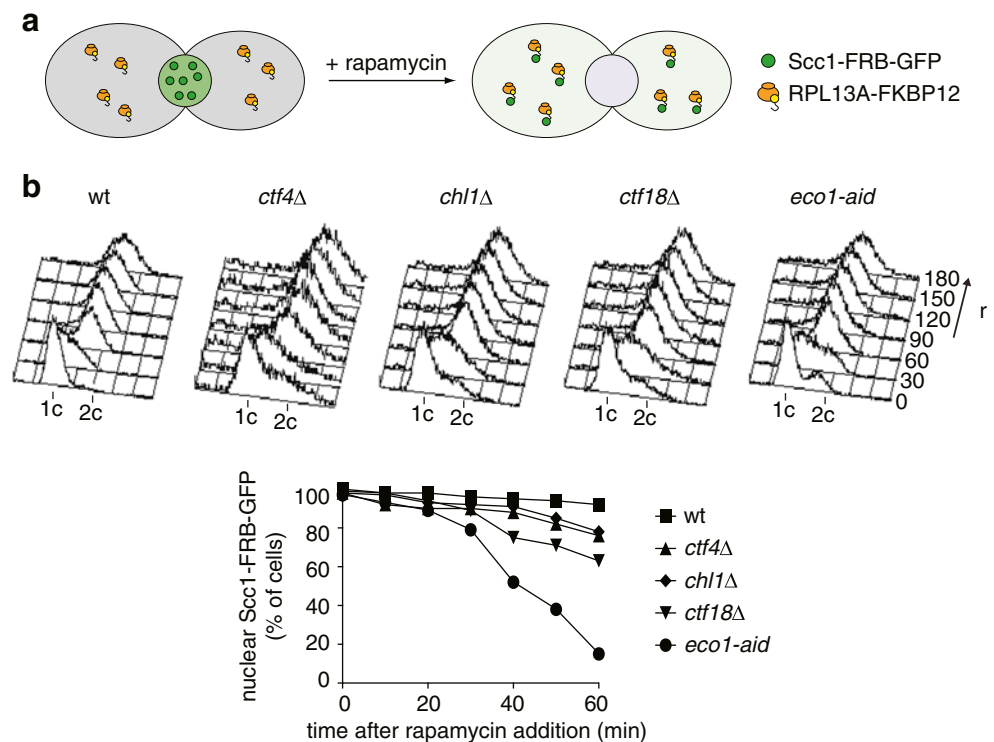 a
+ rapamycin
Scc1-FRB-GFP
RPL13A-FKBP12
b
wt
ctf4Δ
chl1Δ
ctf18Δ
eco1-aid
180
150
120
90
60
30
0
r
1c 2c
1c 2c
1c 2c
1c 2c
1c 2c
nuclear Scc1-FRB-GFP
(% of cells)
100
80
60
40
20
0
0 20 40 60
time after rapamycin addition (min)
wt
ctf4Δ
chl1Δ
ctf18Δ
eco1-aid